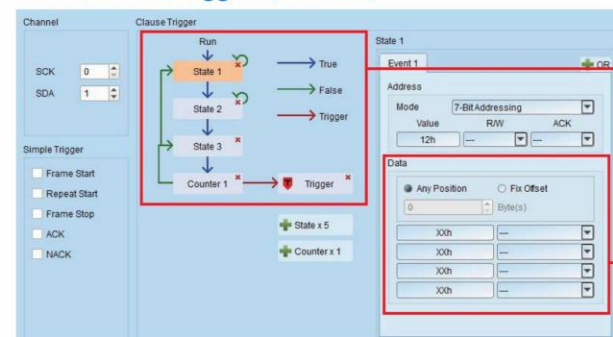 Channel
SCK 0
SDA 1
Simple Trigger
Frame Start
Repeat Start
Frame Stop
ACK
NACK
Clause Trigger
Run
State 1
State 2
State 3
Counter 1
Trigger
True
False
Trigger
State x 5
Counter x 1
State 1
Event 1
OR
Address
Mode 7-Bit Addressing
Value R/W ACK
12h --- ---
Data
Any Position Fix Offset
0 Byte(s)
XXh ---
XXh ---
XXh ---
XXh ---